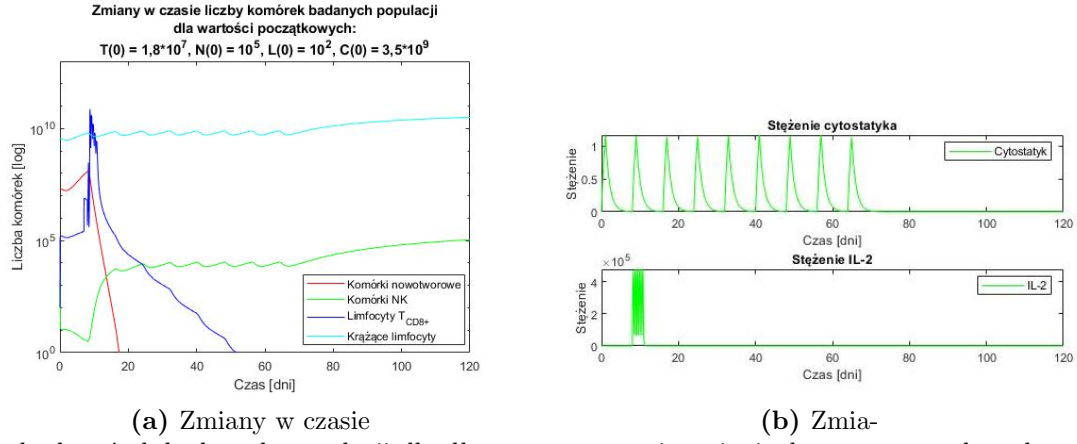 Zmiany w czasie liczby komórek badanych populacji
dla wartości początkowych:
T(0) = 1,8*10^7, N(0) = 10^5, L(0) = 10^2, C(0) = 3,5*10^9
Liczba komórek [log]
10^10
10^5
10^0
0 20 40 60 80 100 120
Czas [dni]
Komórki nowotworowe
Komórki NK
Limfocyty T_CD8+
Krążące limfocyty
(a) Zmiany w czasie
Stężenie cytostatyka
Stężenie
1
0.5
0
0 20 40 60 80 100 120
Czas [dni]
Cytostatyk
Stężenie IL-2
×10^5
Stężenie
4
2
0
0 20 40 60 80 100 120
Czas [dni]
IL-2
(b) Zmia-